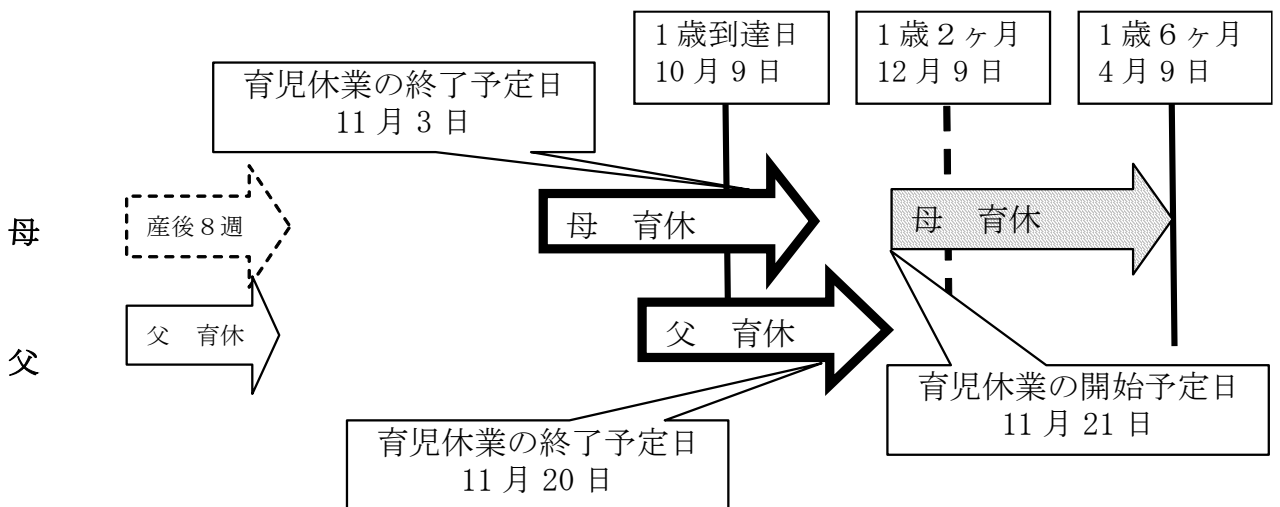 1歳到達日
10月9日
1歳2ヶ月
12月9日
1歳6ヶ月
4月9日
育児休業の終了予定日
11月3日
母
産後8週
母 育休
母 育休
父
父 育休
父 育休
育児休業の開始予定日
11月21日
育児休業の終了予定日
11月20日